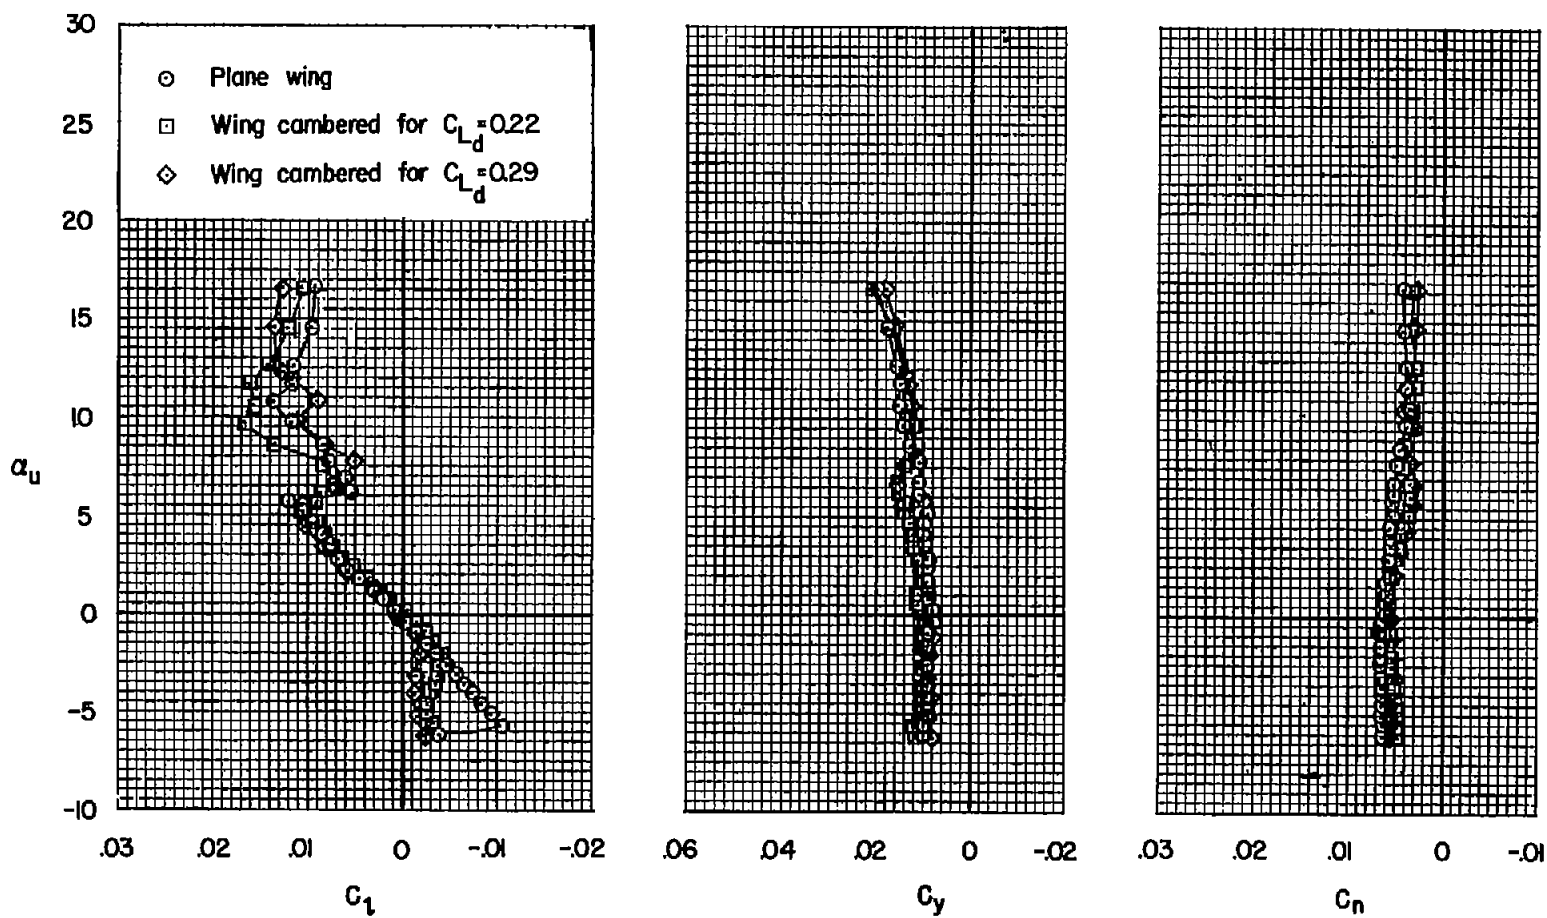 30
25
20
15
10
5
0
-5
-10
αu
Plane wing
Wing cambered for CLd=0.22
Wing cambered for CLd=0.29
.03 .02 .01 0 -.01 -.02
Cl
.06 .04 .02 0 -.02
Cy
.03 .02 .01 0 -.01
Cn